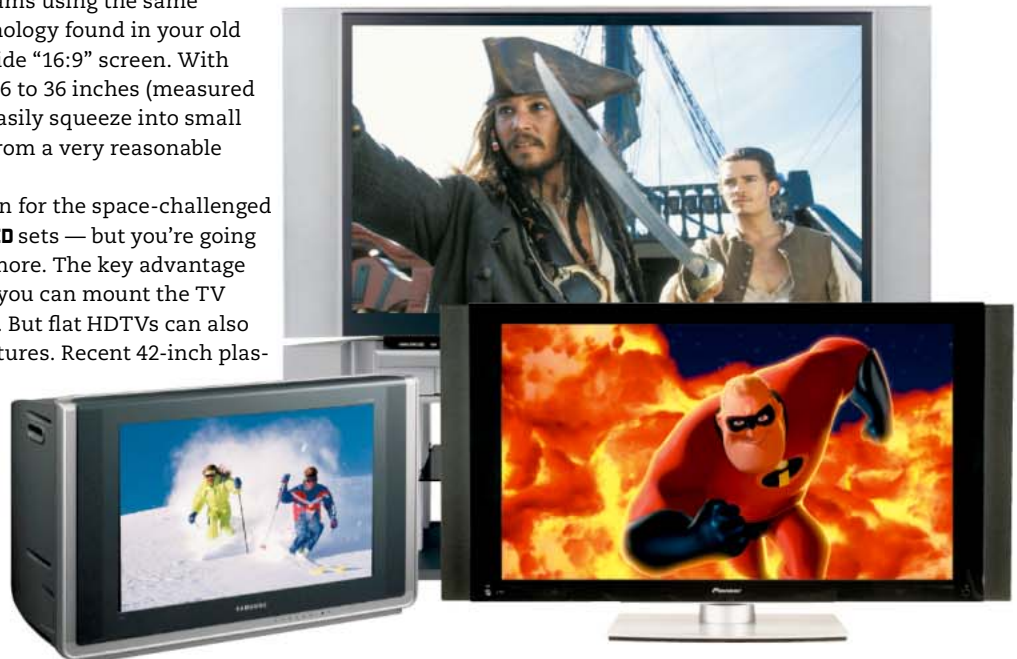 ims using the same
nology found in your old
ide “16:9” screen. With
6 to 36 inches (measured
asily squeeze into small
rom a very reasonable
n for the space-challenged
D sets — but you're going
more. The key advantage
you can mount the TV
. But flat HDTVs can also
tures. Recent 42-inch plas-
SAMSUNG
Pioneer